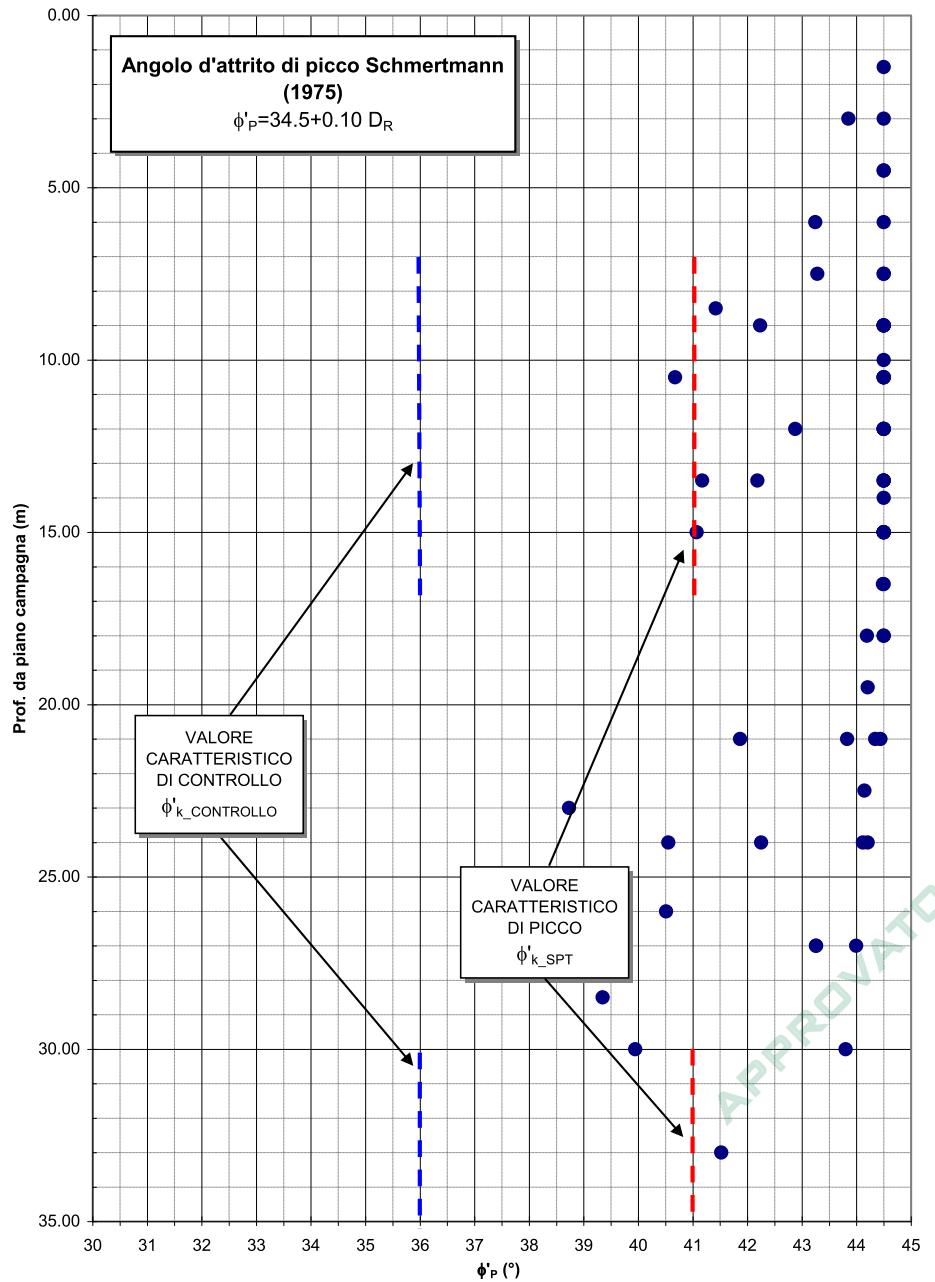 Angolo d'attrito di picco Schmertmann
(1975)
ϕ'P=34.5+0.10 DR
0.00
5.00
10.00
15.00
20.00
25.00
30.00
35.00
Prof. da piano campagna (m)
VALORE
CARATTERISTICO
DI CONTROLLO
ϕ'k_CONTROLLO
VALORE
CARATTERISTICO
DI PICCO
ϕ'k_SPT
APPROVATO
30 31 32 33 34 35 36 37 38 39 40 41 42 43 44 45
ϕ'P (°)